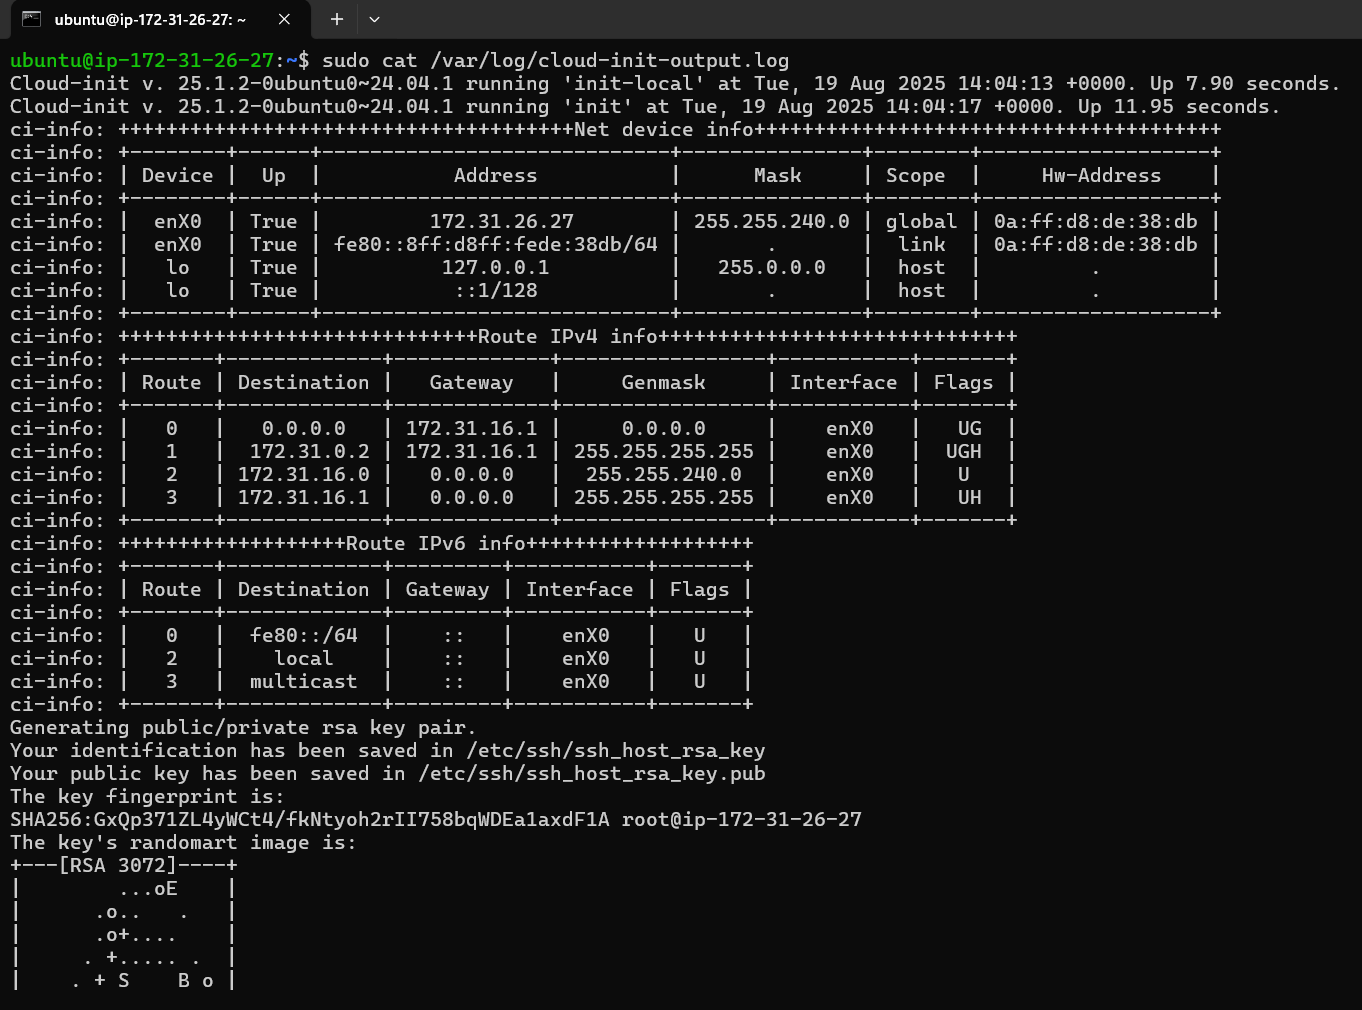 ubuntu@ip-172-31-26-27: ~
ubuntu@ip-172-31-26-27:~$ sudo cat /var/log/cloud-init-output.log
Cloud-init v. 25.1.2-0ubuntu0~24.04.1 running 'init-local' at Tue, 19 Aug 2025 14:04:13 +0000. Up 7.90 seconds.
Cloud-init v. 25.1.2-0ubuntu0~24.04.1 running 'init' at Tue, 19 Aug 2025 14:04:17 +0000. Up 11.95 seconds.
ci-info: ++++++++++++++++++++++++++++++++++++++Net device info+++++++++++++++++++++++++++++++++++++++
ci-info: +--------+------+-----------------------------+---------------+--------+-------------------+
ci-info: | Device |  Up  |           Address           |      Mask     | Scope  |     Hw-Address    |
ci-info: +--------+------+-----------------------------+---------------+--------+-------------------+
ci-info: |  enX0  | True |         172.31.26.27        | 255.255.240.0 | global | 0a:ff:d8:de:38:db |
ci-info: |  enX0  | True | fe80::8ff:d8ff:fede:38db/64 |       .       |  link  | 0a:ff:d8:de:38:db |
ci-info: |   lo   | True |          127.0.0.1          |   255.0.0.0   |  host  |         .         |
ci-info: |   lo   | True |           ::1/128           |       .       |  host  |         .         |
ci-info: +--------+------+-----------------------------+---------------+--------+-------------------+
ci-info: ++++++++++++++++++++++++++++++Route IPv4 info++++++++++++++++++++++++++++++
ci-info: +-------+-------------+-------------+-----------------+-----------+-------+
ci-info: | Route | Destination |   Gateway   |     Genmask     | Interface | Flags |
ci-info: +-------+-------------+-------------+-----------------+-----------+-------+
ci-info: |   0   |   0.0.0.0   | 172.31.16.1 |     0.0.0.0     |    enX0   |   UG  |
ci-info: |   1   |  172.31.0.2 | 172.31.16.1 | 255.255.255.255 |    enX0   |  UGH  |
ci-info: |   2   | 172.31.16.0 |   0.0.0.0   |  255.255.240.0  |    enX0   |   U   |
ci-info: |   3   | 172.31.16.1 |   0.0.0.0   | 255.255.255.255 |    enX0   |   UH  |
ci-info: +-------+-------------+-------------+-----------------+-----------+-------+
ci-info: +++++++++++++++++++Route IPv6 info+++++++++++++++++++
ci-info: +-------+-------------+---------+-----------+-------+
ci-info: | Route | Destination | Gateway | Interface | Flags |
ci-info: +-------+-------------+---------+-----------+-------+
ci-info: |   0   |  fe80::/64  |    ::   |    enX0   |   U   |
ci-info: |   2   |    local    |    ::   |    enX0   |   U   |
ci-info: |   3   |  multicast  |    ::   |    enX0   |   U   |
ci-info: +-------+-------------+---------+-----------+-------+
Generating public/private rsa key pair.
Your identification has been saved in /etc/ssh/ssh_host_rsa_key
Your public key has been saved in /etc/ssh/ssh_host_rsa_key.pub
The key fingerprint is:
SHA256:GxQp371ZL4yWCt4/fkNtyoh2rII758bqWDEa1axdF1A root@ip-172-31-26-27
The key's randomart image is:
+---[RSA 3072]----+
|        ...oE    |
|      .o..   .   |
|      .o+....    |
|     . +..... .  |
|    . + S    B o |